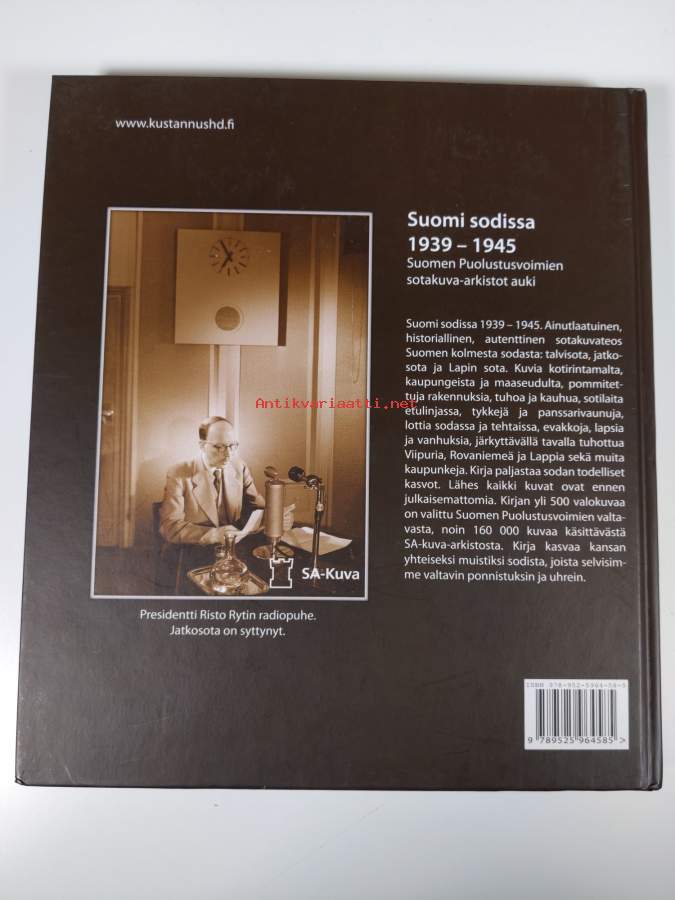 www.kustannushd.fi
Suomi sodissa
1939 – 1945
Suomen Puolustusvoimien
sotakuva-arkistot auki
Suomi sodissa 1939 – 1945. Ainutlaatuinen,
historiallinen, autenttinen sotakuvateos
Suomen kolmesta sodasta: talvisota, jatko-
sota ja Lapin sota. Kuvia kotirintamalta,
kaupungeista ja maaseudulta, pommitet-
tuja rakennuksia, tuhoa ja kauhua, sotilaita
etulinjassa, tykkejä ja panssarivaunuja,
lottia sodassa ja tehtaissa, evakkoja, lapsia
ja vanhuksia, järkyttävällä tavalla tuhottua
Viipuria, Rovaniemeä ja Lappia sekä muita
kaupunkeja. Kirja paljastaa sodan todelliset
kasvot. Lähes kaikki kuvat ovat ennen
julkaisemattomia. Kirjan yli 500 valokuvaa
on valittu Suomen Puolustusvoimien valta-
vasta, noin 160 000 kuvaa käsittävästä
SA-kuva-arkistosta. Kirja kasvaa kansan
yhteiseksi muistiksi sodista, joista selvisim-
me valtavin ponnistuksin ja uhrein.
Antikvariaatti.net
SA-Kuva
Presidentti Risto Rytin radiopuhe.
Jatkosota on syttynyt.
ISBN 978-952-5964-58-5
9 789525 964585 >